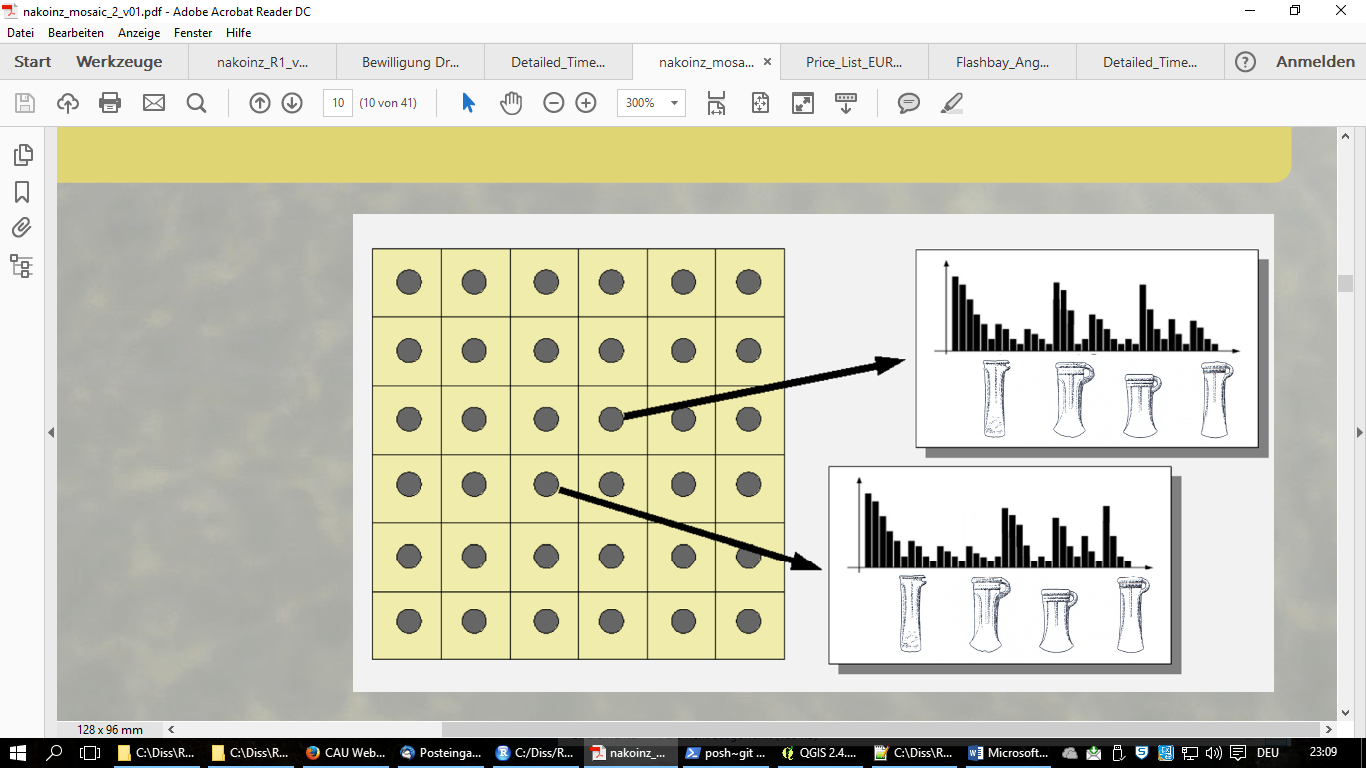 nakoinz_mosaic_2_v01.pdf - Adobe Acrobat Reader DC
Datei Bearbeiten Anzeige Fenster Hilfe
Start Werkzeuge nakoinz_R1_v... Bewilligung Dr... Detailed_Time... nakoinz_mosa... × Price_List_EUR... Flashbay_Ang... Detailed_Time... ? Anmelden
10 (10 von 41) 300%
128 x 96 mm
C:\Diss\R... C:\Diss\R... CAU Web... Posteinga... C:/Diss/R... nakoinz_... posh~git ... QGIS 2.4.... C:\Diss\R... Microsoft... DEU 23:09